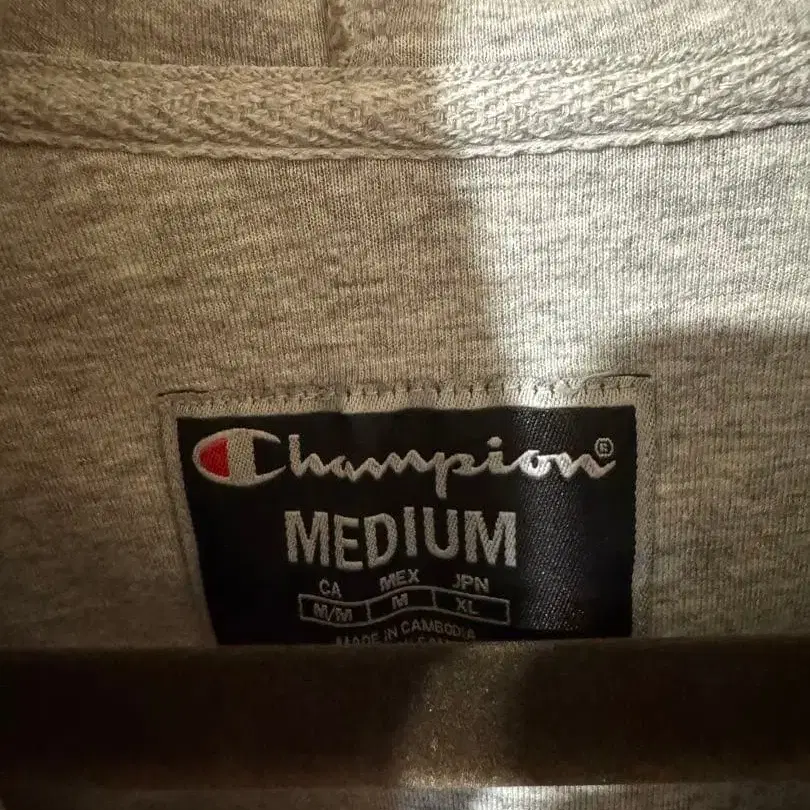 Champion®
MEDIUM
CA MEX JPN
M/M M XL
MADE IN CAMBODIA